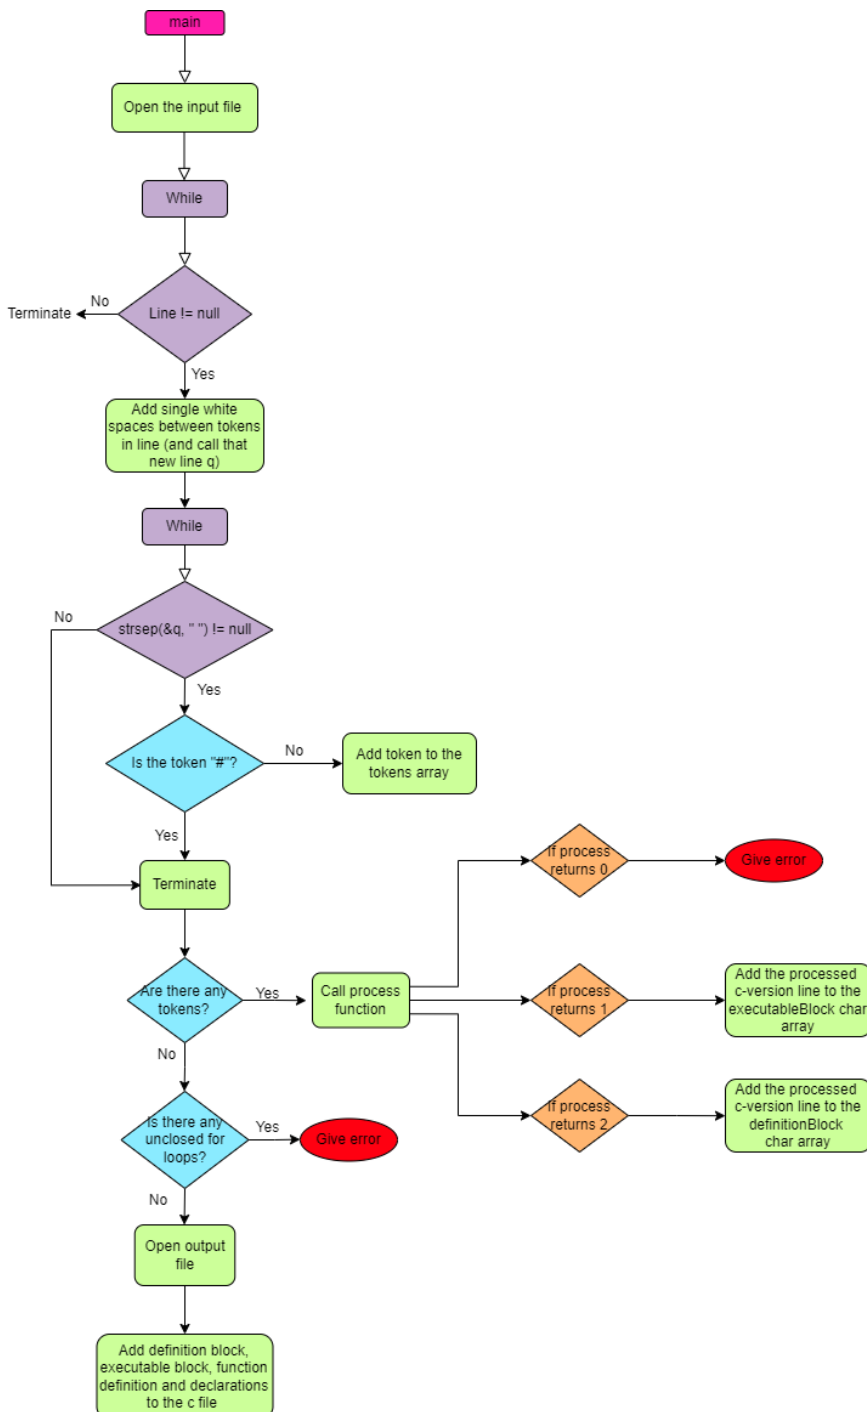 main
Open the input file
While
Line != null
No
Terminate
Yes
Add single white
spaces between tokens
in line (and call that
new line q)
While
No
strsep(&q, " ") != null
Yes
Is the token "#"?
No
Add token to the
tokens array
Yes
Terminate
If process
returns 0
Give error
Are there any
tokens?
Yes
Call process
function
If process
returns 1
Add the processed
c-version line to the
executableBlock char
array
No
Is there any
unclosed for
loops?
Yes
Give error
If process
returns 2
Add the processed
c-version line to the
definitionBlock
char array
No
Open output
file
Add definition block,
executable block, function
definition and declarations
to the c file